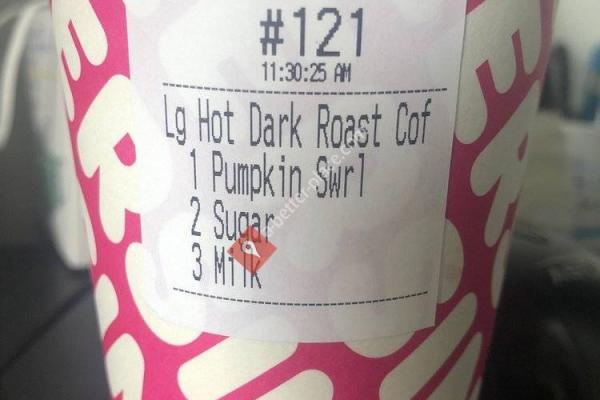 #121
11:30:25 AM
Lg Hot Dark Roast Cof
1 Pumpkin Swrl
2 Sugar
3 Milk